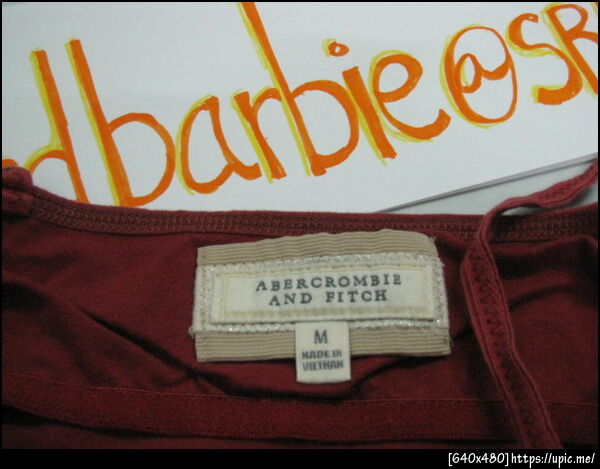 dbarbie@SR
ABERCROMBIE
AND FITCH
M
MADE IN
VIETNAM
[640x480]https://upic.me/